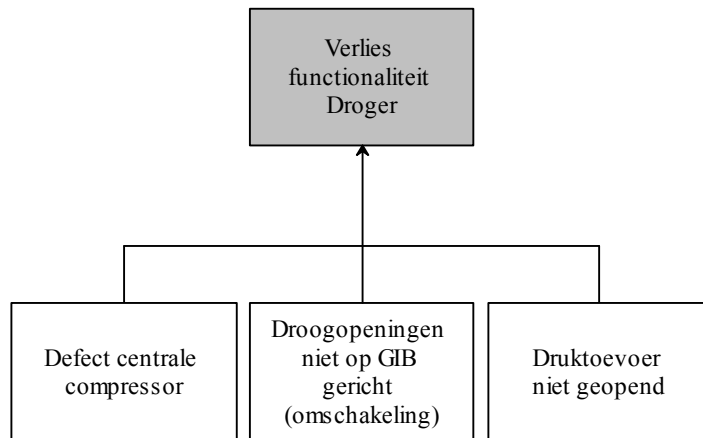 Verlies
functionaliteit
Droger
Defect centrale
compressor
Droogopeningen
niet op GIB
gericht
(omschakeling)
Druktoevoer
niet geopend